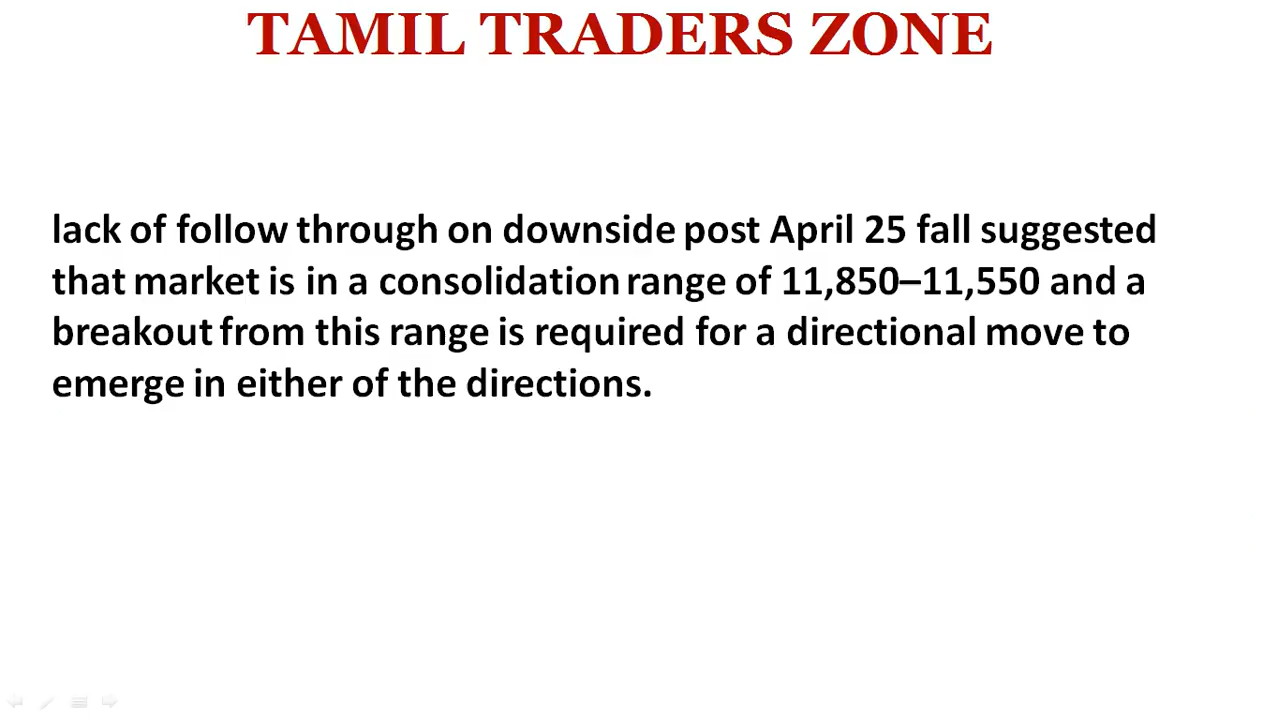 TAMIL TRADERS ZONE
lack of follow through on downside post April 25 fall suggested
that market is in a consolidation range of 11,850–11,550 and a
breakout from this range is required for a directional move to
emerge in either of the directions.